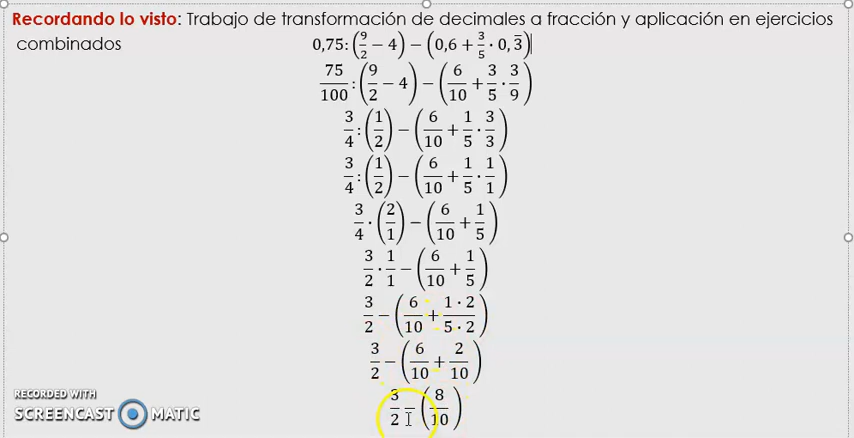 Recordando lo visto: Trabajo de transformación de decimales a fracción y aplicación en ejercicios
combinados
0,75:(9/2 − 4) − (0,6 + 3/5 · 0,3̅)
75/100 : (9/2 − 4) − (6/10 + 3/5 · 3/9)
3/4 : (1/2) − (6/10 + 1/5 · 3/3)
3/4 : (1/2) − (6/10 + 1/5 · 1/1)
3/4 · (2/1) − (6/10 + 1/5)
3/2 · 1/1 − (6/10 + 1/5)
3/2 − (6/10 + 1·2/5·2)
3/2 − (6/10 + 2/10)
3/2 − (8/10)
RECORDED WITH
SCREENCAST MATIC